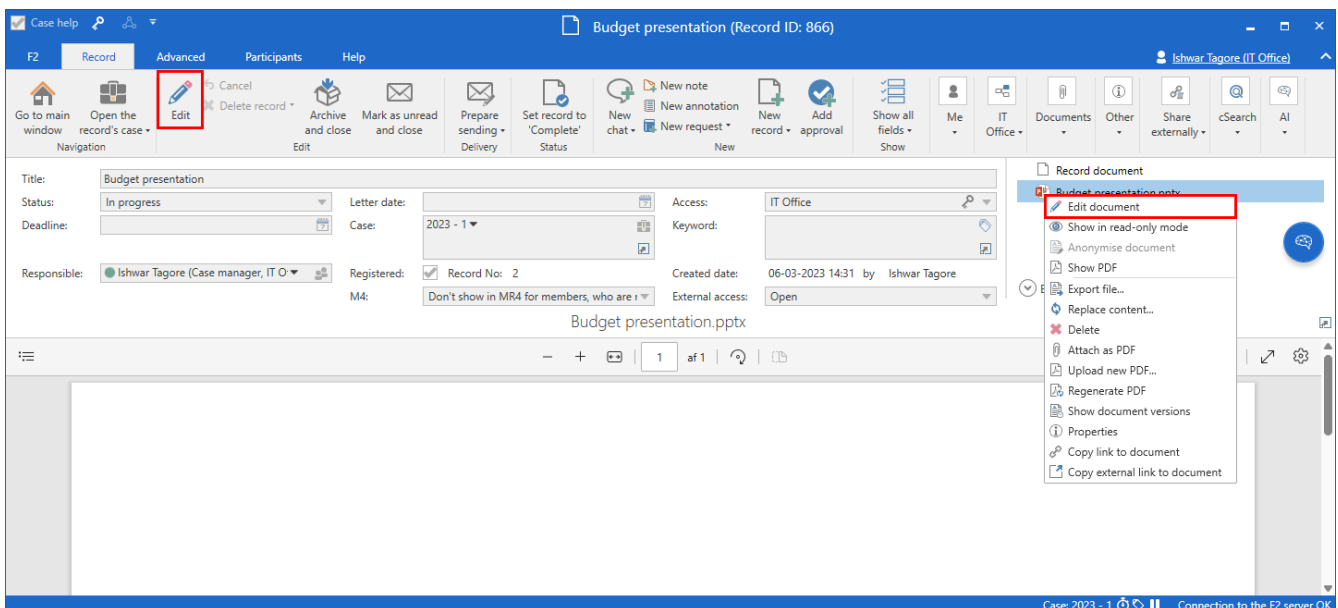 Case help
Budget presentation (Record ID: 866)
F2 Record Advanced Participants Help Ishwar Tagore (IT Office)
Go to main window
Open the record's case
Navigation
Edit
Cancel
Delete record
Archive and close
Mark as unread and close
Edit
Prepare sending
Delivery
Set record to 'Complete'
Status
New chat
New note
New annotation
New request
New record
Add approval
New
Show all fields
Show
Me
IT Office
Documents
Other
Share externally
cSearch
AI
Title: Budget presentation
Status: In progress Letter date: Access: IT Office
Deadline: Case: 2023 - 1 Keyword:
Responsible: Ishwar Tagore (Case manager, IT O Registered: Record No: 2 Created date: 06-03-2023 14:31 by Ishwar Tagore
M4: Don't show in MR4 for members, who are External access: Open
Record document
Budget presentation.pptx
Edit document
Show in read-only mode
Anonymise document
Show PDF
Export file...
Replace content...
Delete
Attach as PDF
Upload new PDF...
Regenerate PDF
Show document versions
Properties
Copy link to document
Copy external link to document
Budget presentation.pptx
1 af 1
Case: 2023 - 1 Connection to the F2 server OK